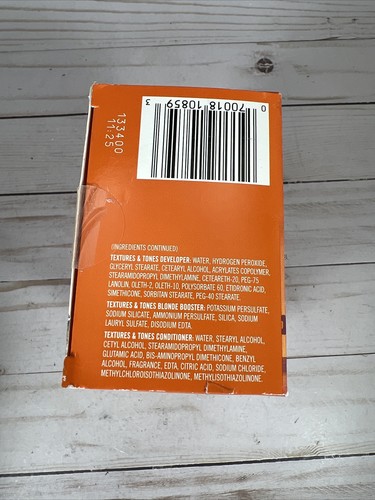 0 70018 10859 3
133400
11:25
(INGREDIENTS CONTINUED)
TEXTURES & TONES DEVELOPER: WATER, HYDROGEN PEROXIDE,
GLYCERYL STEARATE, CETEARYL ALCOHOL, ACRYLATES COPOLYMER,
STEARAMIDOPROPYL DIMETHYLAMINE, CETEARETH-20, PEG-75
LANOLIN, OLETH-2, OLETH-10, POLYSORBATE 60, ETIDRONIC ACID,
SIMETHICONE, SORBITAN STEARATE, PEG-40 STEARATE.
TEXTURES & TONES BLONDE BOOSTER: POTASSIUM PERSULFATE,
SODIUM SILICATE, AMMONIUM PERSULFATE, SILICA, SODIUM
LAURYL SULFATE, DISODIUM EDTA.
TEXTURES & TONES CONDITIONER: WATER, STEARYL ALCOHOL,
CETYL ALCOHOL, STEARAMIDOPROPYL DIMETHYLAMINE,
GLUTAMIC ACID, BIS-AMINOPROPYL DIMETHICONE, BENZYL
ALCOHOL, FRAGRANCE, EDTA, CITRIC ACID, SODIUM CHLORIDE,
METHYLCHLOROISOTHIAZOLINONE, METHYLISOTHIAZOLINONE.